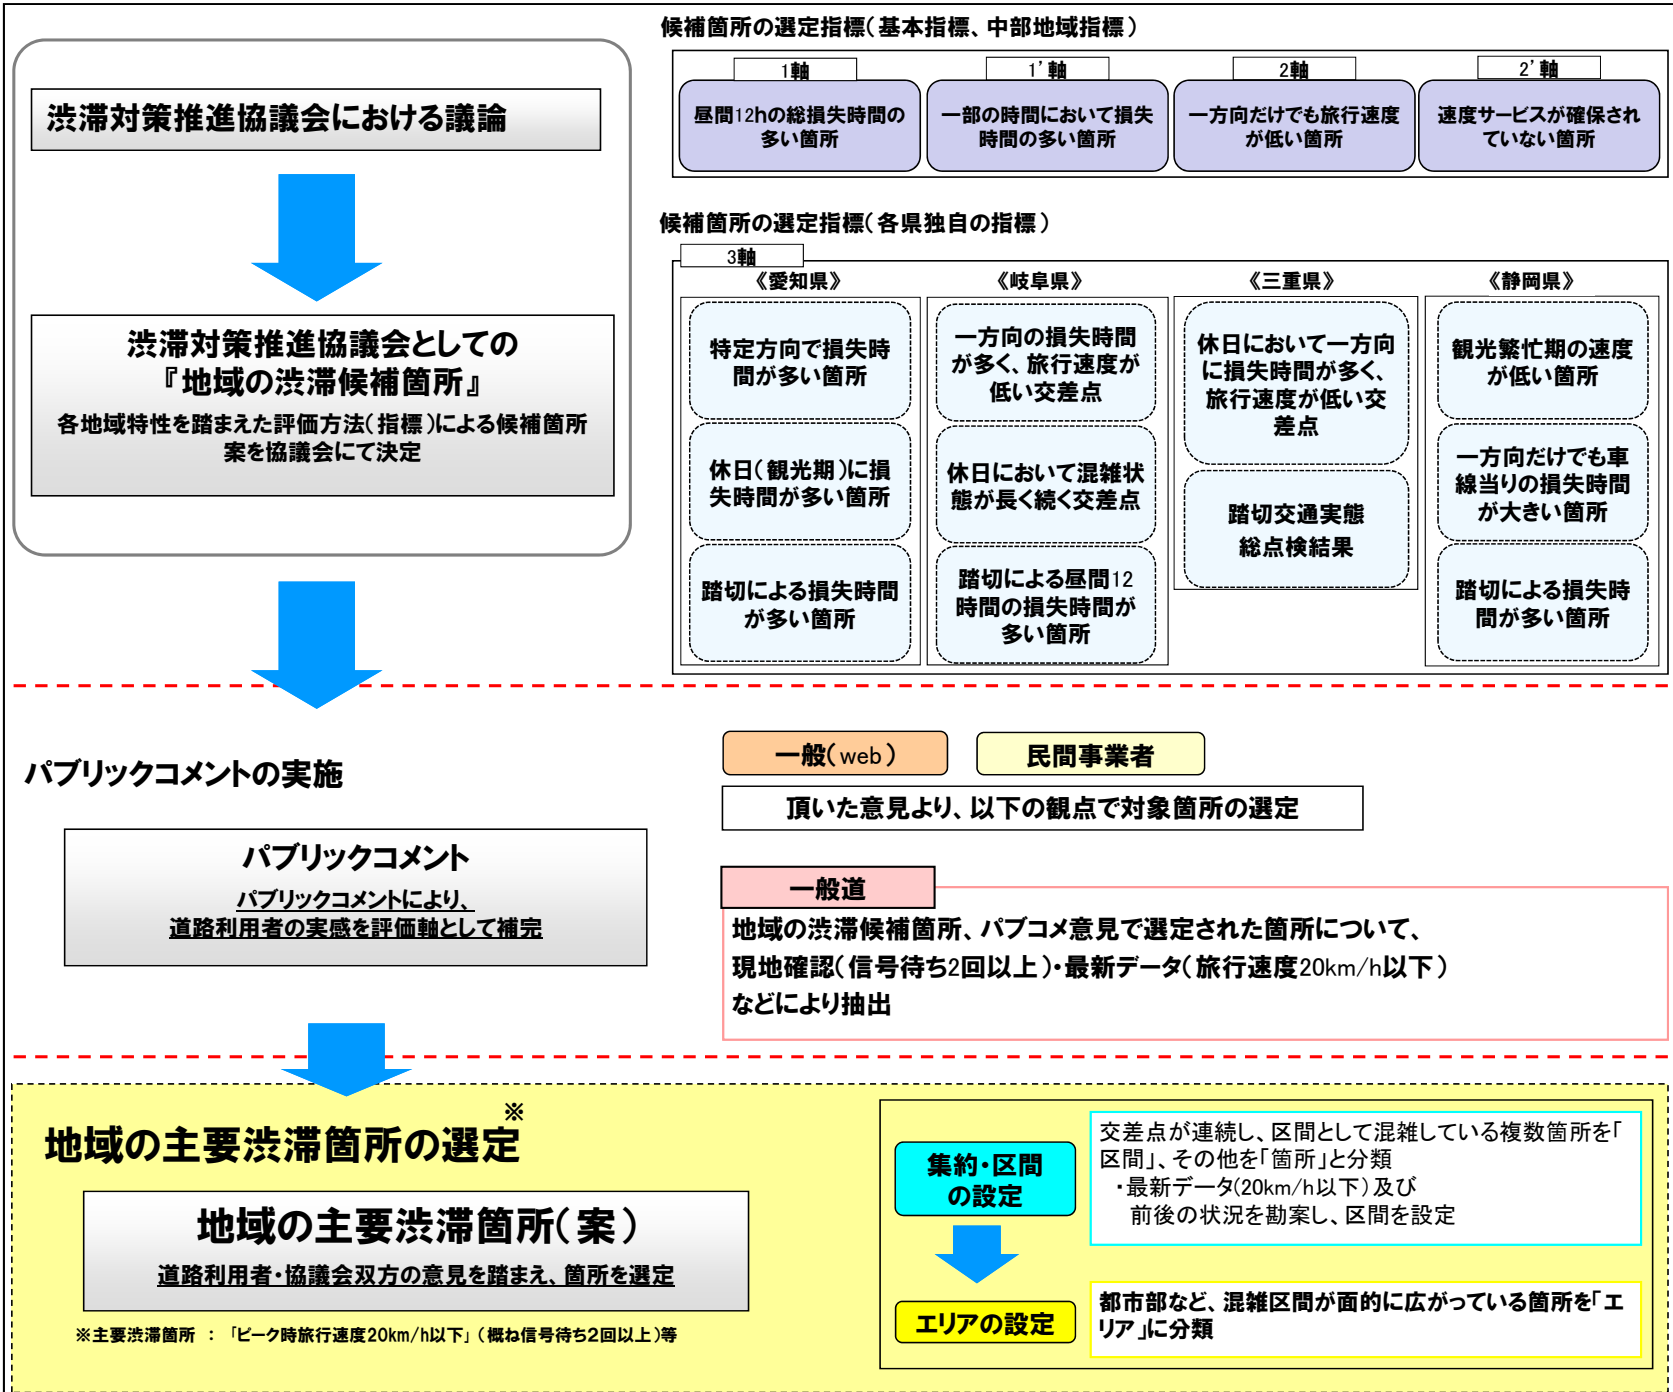 渋滞対策推進協議会における議論
渋滞対策推進協議会としての
『地域の渋滞候補箇所』
各地域特性を踏まえた評価方法(指標)による候補箇所
案を協議会にて決定
候補箇所の選定指標(基本指標、中部地域指標)
1軸
昼間12hの総損失時間の
多い箇所
1’軸
一部の時間において損失
時間の多い箇所
2軸
一方向だけでも旅行速度
が低い箇所
2’軸
速度サービスが確保され
ていない箇所
候補箇所の選定指標(各県独自の指標)
3軸
《愛知県》
特定方向で損失時
間が多い箇所
休日(観光期)に損
失時間が多い箇所
踏切による損失時間
が多い箇所
《岐阜県》
一方向の損失時間
が多く、旅行速度が
低い交差点
休日において混雑状
態が長く続く交差点
踏切による昼間12
時間の損失時間が
多い箇所
《三重県》
休日において一方向
に損失時間が多く、
旅行速度が低い交
差点
踏切交通実態
総点検結果
《静岡県》
観光繁忙期の速度
が低い箇所
一方向だけでも車
線当りの損失時間
が大きい箇所
踏切による損失時
間が多い箇所
パブリックコメントの実施
パブリックコメント
パブリックコメントにより、
道路利用者の実感を評価軸として補完
一般(web)
民間事業者
頂いた意見より、以下の観点で対象箇所の選定
一般道
地域の渋滞候補箇所、パブコメ意見で選定された箇所について、
現地確認(信号待ち2回以上)・最新データ(旅行速度20km/h以下)
などにより抽出
地域の主要渋滞箇所の選定※
地域の主要渋滞箇所(案)
道路利用者・協議会双方の意見を踏まえ、箇所を選定
※主要渋滞箇所 : 「ピーク時旅行速度20km/h以下」(概ね信号待ち2回以上)等
集約・区間
の設定
交差点が連続し、区間として混雑している複数箇所を「
区間」、その他を「箇所」と分類
・最新データ(20km/h以下)及び
前後の状況を勘案し、区間を設定
エリアの設定
都市部など、混雑区間が面的に広がっている箇所を「エ
リア」に分類